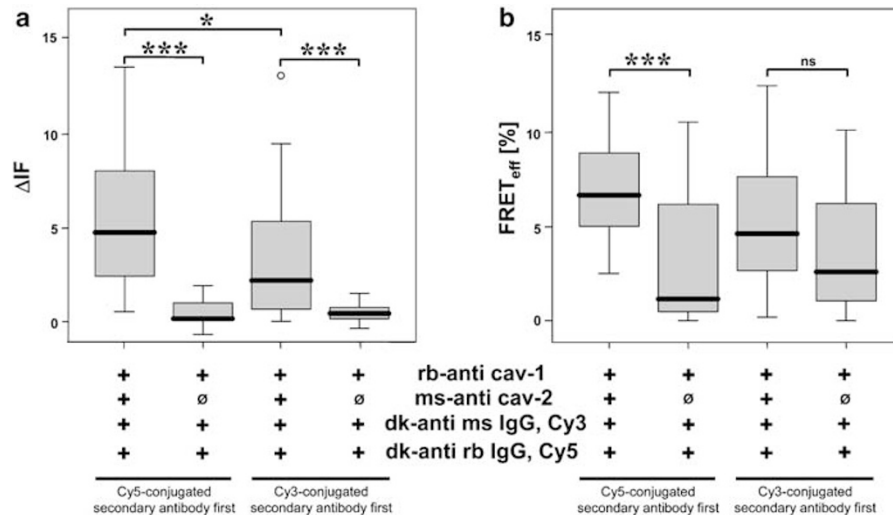 a
b
*
***
***
***
ns
15
10
5
0
ΔIF
15
10
5
0
FRETeff [%]
+ + + + rb-anti cav-1 + + + +
+ ø + ø ms-anti cav-2 + ø + ø
+ + + + dk-anti ms IgG, Cy3 + + + +
+ + + + dk-anti rb IgG, Cy5 + + + +
Cy5-conjugated
secondary antibody first
Cy3-conjugated
secondary antibody first
Cy5-conjugated
secondary antibody first
Cy3-conjugated
secondary antibody first